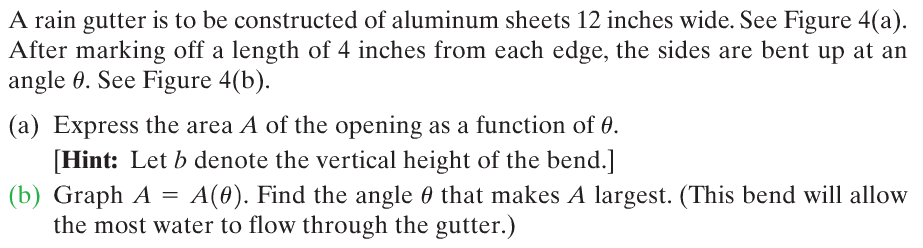 A rain gutter is to be constructed of aluminum sheets 12 inches wide. See Figure 4(a).
After marking off a length of 4 inches from each edge, the sides are bent up at an
angle θ. See Figure 4(b).
(a) Express the area A of the opening as a function of θ.
[Hint: Let b denote the vertical height of the bend.]
(b) Graph A = A(θ). Find the angle θ that makes A largest. (This bend will allow
the most water to flow through the gutter.)